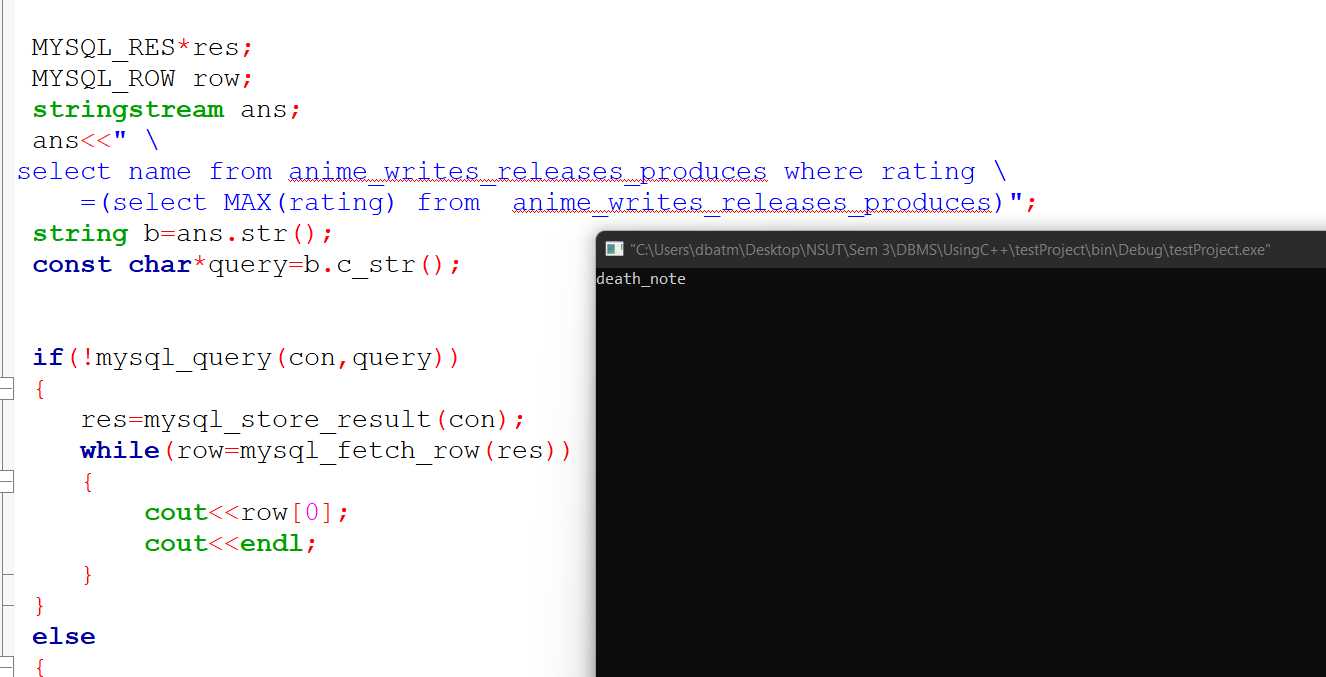 MYSQL_RES*res;
MYSQL_ROW row;
stringstream ans;
ans<<" \
select name from anime_writes_releases_produces where rating \
=(select MAX(rating) from  anime_writes_releases_produces)";
string b=ans.str();
const char*query=b.c_str();
if(!mysql_query(con,query))
{
res=mysql_store_result(con);
while(row=mysql_fetch_row(res))
{
cout<<row[0];
cout<<endl;
}
}
else
{
"C:\Users\dbatm\Desktop\NSUT\Sem 3\DBMS\UsingC++\testProject\bin\Debug\testProject.exe"
death_note